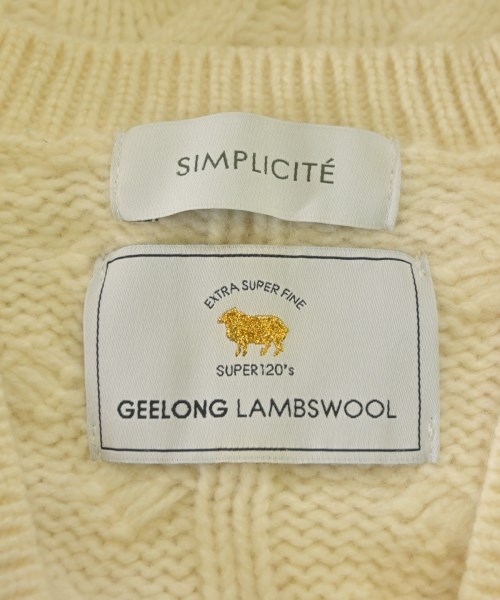 SIMPLICITÉ
EXTRA SUPER FINE
SUPER120's
GEELONG LAMBSWOOL